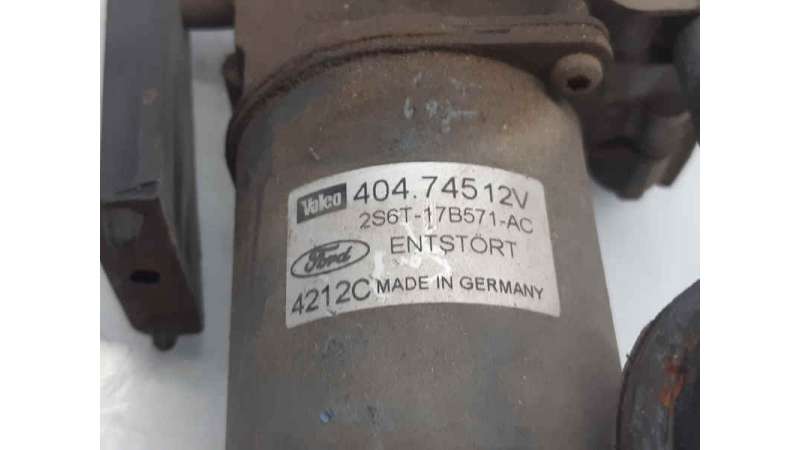 Valeo 404.745 12V
2S6T-17B571-AC
Ford ENTSTÖRT
4212C MADE IN GERMANY